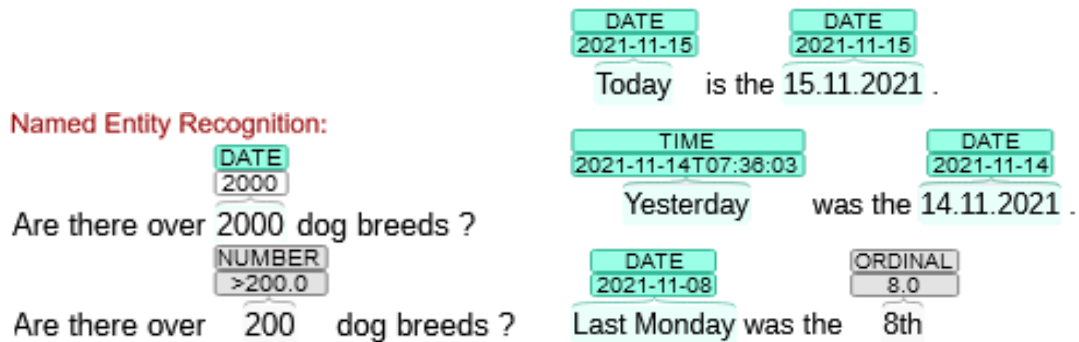 Named Entity Recognition:
DATE
2000
Are there over 2000 dog breeds ?
NUMBER
>200.0
Are there over 200 dog breeds ?
DATE DATE
2021-11-15 2021-11-15
Today is the 15.11.2021 .
TIME DATE
2021-11-14T07:36:03 2021-11-14
Yesterday was the 14.11.2021 .
DATE ORDINAL
2021-11-08 8.0
Last Monday was the 8th